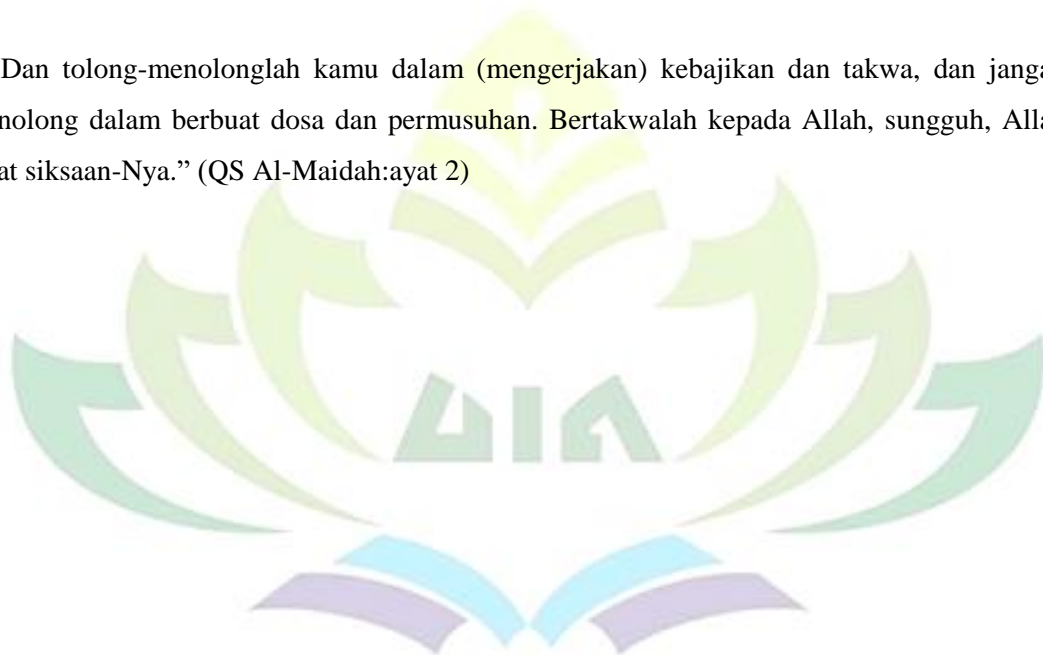 Dan tolong-menolonglah kamu dalam (mengerjakan) kebajikan dan takwa, dan janga
nolong dalam berbuat dosa dan permusuhan. Bertakwalah kepada Allah, sungguh, Alla
at siksaan-Nya.” (QS Al-Maidah:ayat 2)
UIN